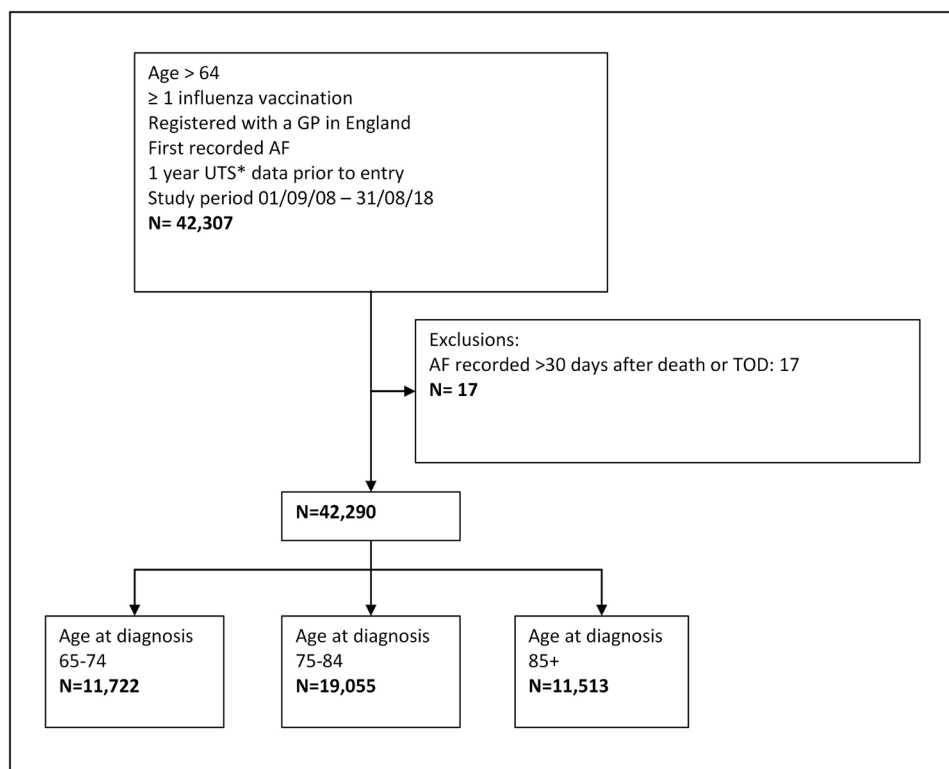 Age > 64
≥ 1 influenza vaccination
Registered with a GP in England
First recorded AF
1 year UTS* data prior to entry
Study period 01/09/08 – 31/08/18
N= 42,307
Exclusions:
AF recorded >30 days after death or TOD: 17
N= 17
N=42,290
Age at diagnosis
65-74
N=11,722
Age at diagnosis
75-84
N=19,055
Age at diagnosis
85+
N=11,513